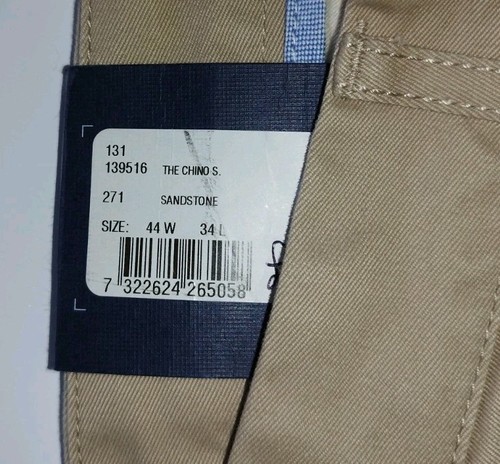 131
139516 THE CHINO S.
271 SANDSTONE
SIZE: 44 W 34 L
7 322624 265058